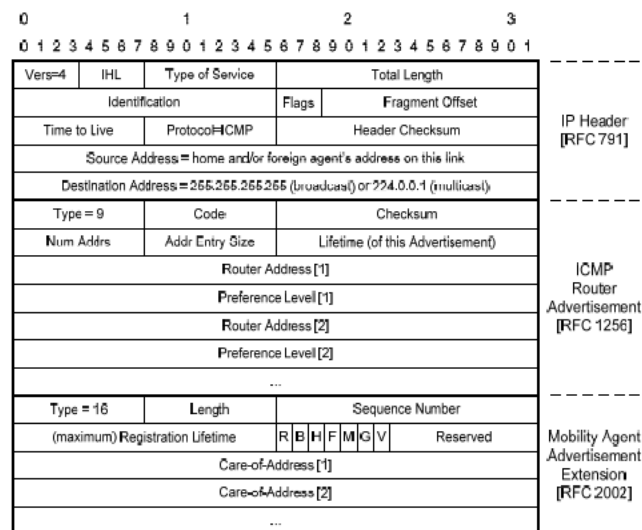 0 1 2 3
0 1 2 3 4 5 6 7 8 9 0 1 2 3 4 5 6 7 8 9 0 1 2 3 4 5 6 7 8 9 0 1
Vers=4 IHL Type of Service Total Length
Identification Flags Fragment Offset
Time to Live Protocol=ICMP Header Checksum
Source Address = home and/or foreign agent's address on this link
Destination Address = 255.255.255.255 (broadcast) or 224.0.0.1 (multicast)
IP Header
[RFC 791]
Type = 9 Code Checksum
Num Addrs Addr Entry Size Lifetime (of this Advertisement)
Router Address [1]
Preference Level [1]
Router Address [2]
Preference Level [2]
...
ICMP
Router
Advertisement
[RFC 1256]
Type = 16 Length Sequence Number
(maximum) Registration Lifetime R B H F M G V Reserved
Care-of-Address [1]
Care-of-Address [2]
...
Mobility Agent
Advertisement
Extension
[RFC 2002]